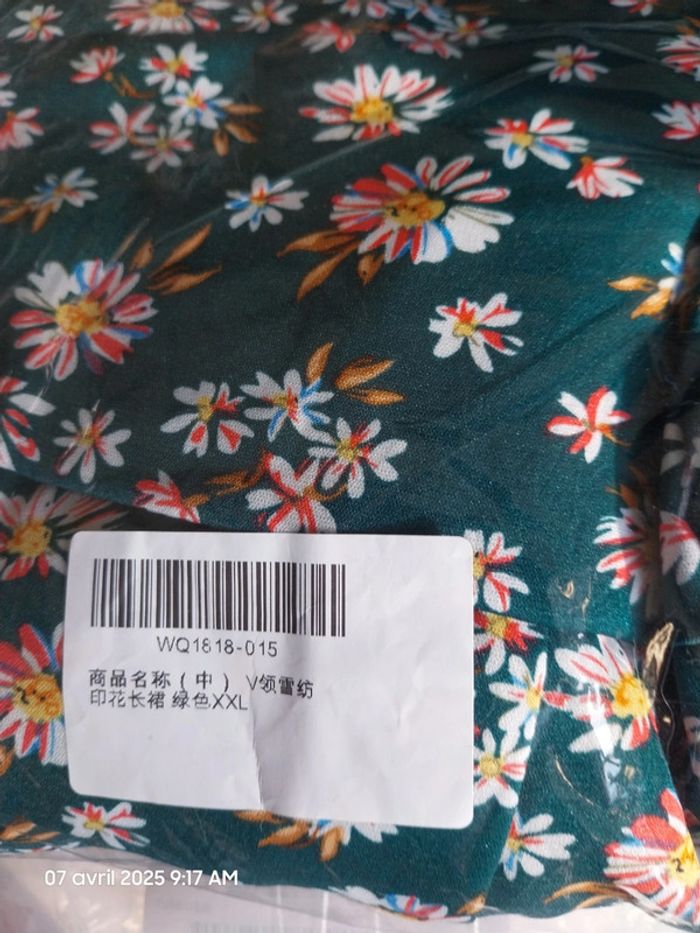 WQ1818-015
商品名称（中） V领雪纺
印花长裙 绿色XXL
07 avril 2025 9:17 AM